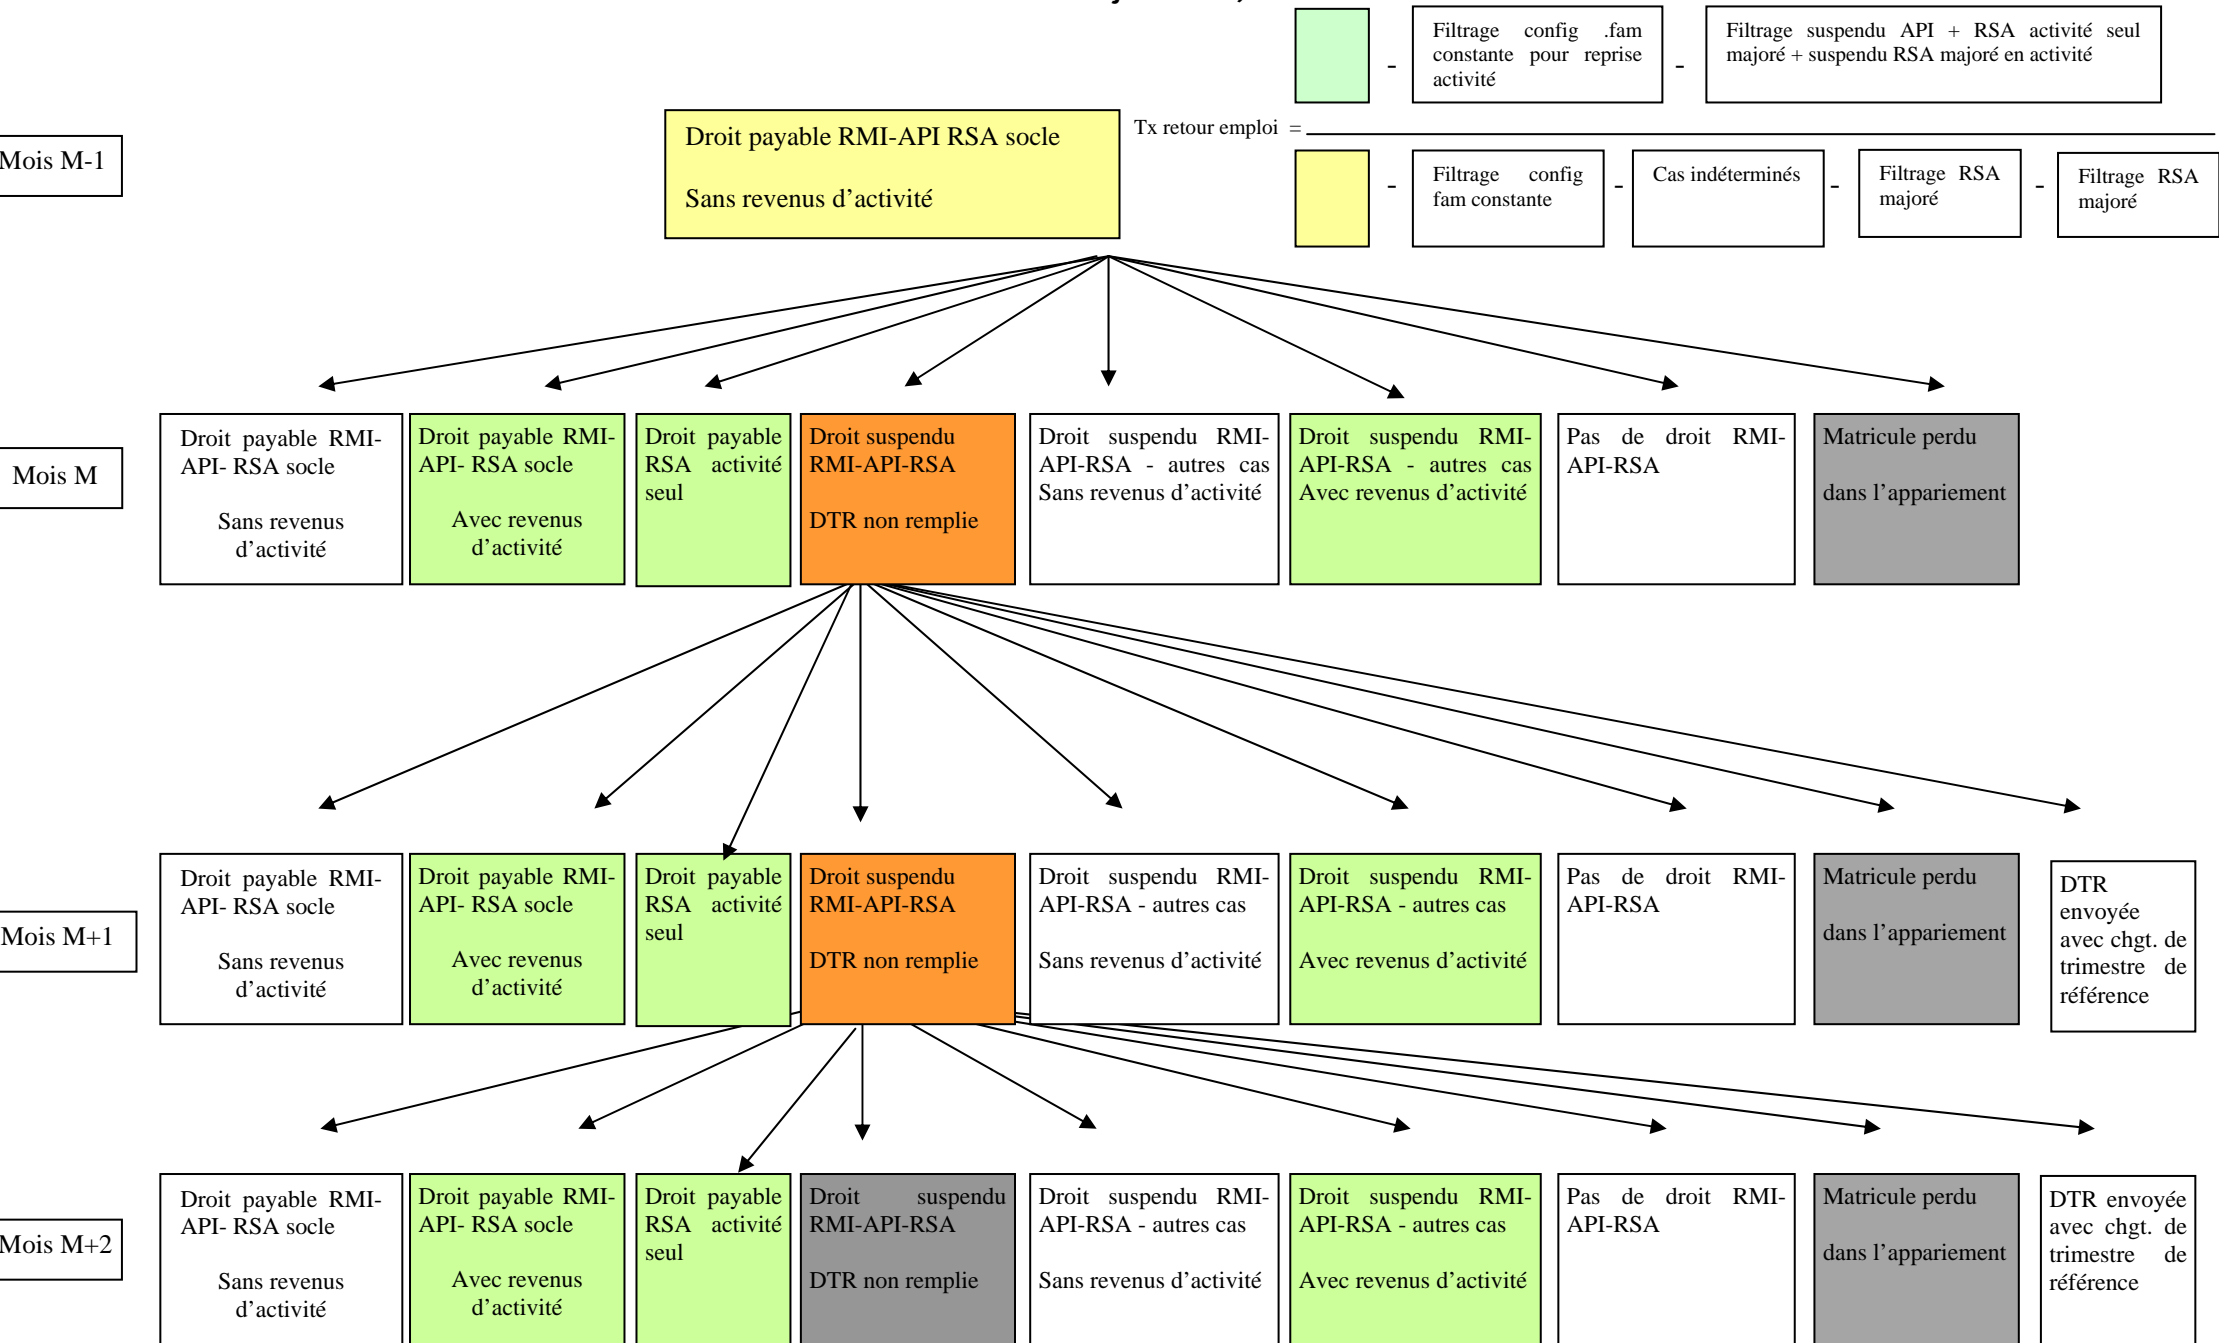 Filtrage config .fam
constante pour reprise
activité
-
-
Filtrage suspendu API + RSA activité seul
majoré + suspendu RSA majoré en activité
Tx retour emploi =
-
Filtrage config
fam constante
-
Cas indéterminés
-
Filtrage RSA
majoré
-
Filtrage RSA
majoré
Mois M-1
Droit payable RMI-API RSA socle
Sans revenus d’activité
Mois M
Droit payable RMI-
API- RSA socle
Sans revenus
d’activité
Droit payable RMI-
API- RSA socle
Avec revenus
d’activité
Droit payable
RSA activité
seul
Droit suspendu
RMI-API-RSA
DTR non remplie
Droit suspendu RMI-
API-RSA - autres cas
Sans revenus d’activité
Droit suspendu RMI-
API-RSA - autres cas
Avec revenus d’activité
Pas de droit RMI-
API-RSA
Matricule perdu
dans l’appariement
Mois M+1
Droit payable RMI-
API- RSA socle
Sans revenus
d’activité
Droit payable RMI-
API- RSA socle
Avec revenus
d’activité
Droit payable
RSA activité
seul
Droit suspendu
RMI-API-RSA
DTR non remplie
Droit suspendu RMI-
API-RSA - autres cas
Sans revenus d’activité
Droit suspendu RMI-
API-RSA - autres cas
Avec revenus d’activité
Pas de droit RMI-
API-RSA
Matricule perdu
dans l’appariement
DTR
envoyée
avec chgt. de
trimestre de
référence
Mois M+2
Droit payable RMI-
API- RSA socle
Sans revenus
d’activité
Droit payable RMI-
API- RSA socle
Avec revenus
d’activité
Droit payable
RSA activité
seul
Droit suspendu
RMI-API-RSA
DTR non remplie
Droit suspendu RMI-
API-RSA - autres cas
Sans revenus d’activité
Droit suspendu RMI-
API-RSA - autres cas
Avec revenus d’activité
Pas de droit RMI-
API-RSA
Matricule perdu
dans l’appariement
DTR envoyée
avec chgt. de
trimestre de
référence